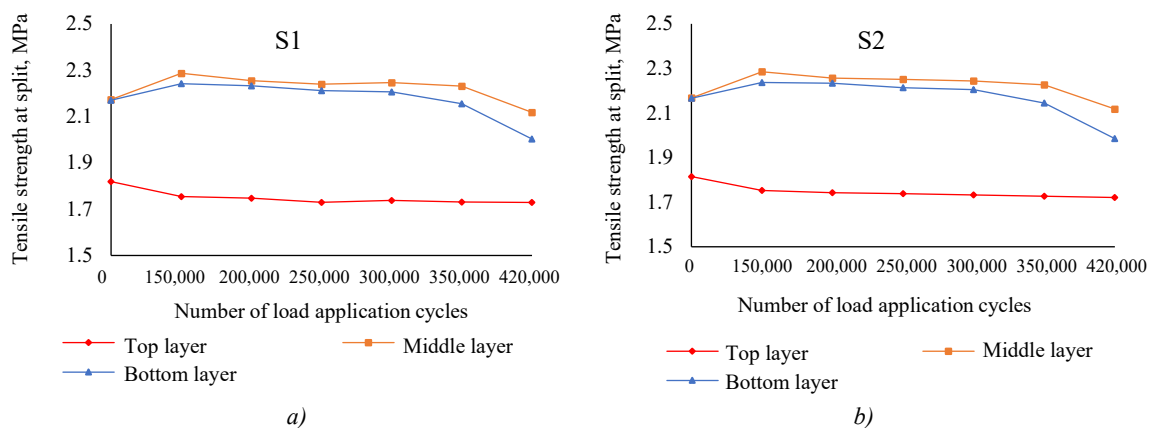 S1
Tensile strength at split, MPa
2.5
2.3
2.1
1.9
1.7
1.5
0 150,000 200,000 250,000 300,000 350,000 420,000
Number of load application cycles
Top layer Middle layer
Bottom layer
a)
S2
Tensile strength at split, MPa
2.5
2.3
2.1
1.9
1.7
1.5
0 150,000 200,000 250,000 300,000 350,000 420,000
Number of load application cycles
Top layer Middle layer
Bottom layer
b)